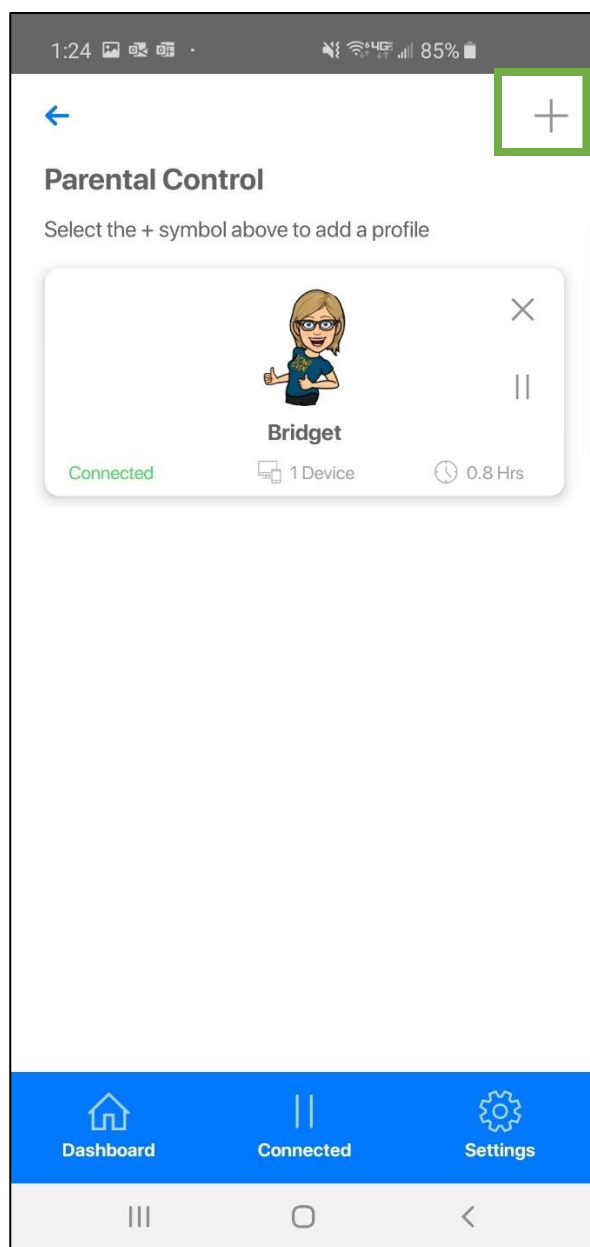 1:24 85%
Parental Control
Select the + symbol above to add a profile
Bridget
Connected 1 Device 0.8 Hrs
Dashboard Connected Settings